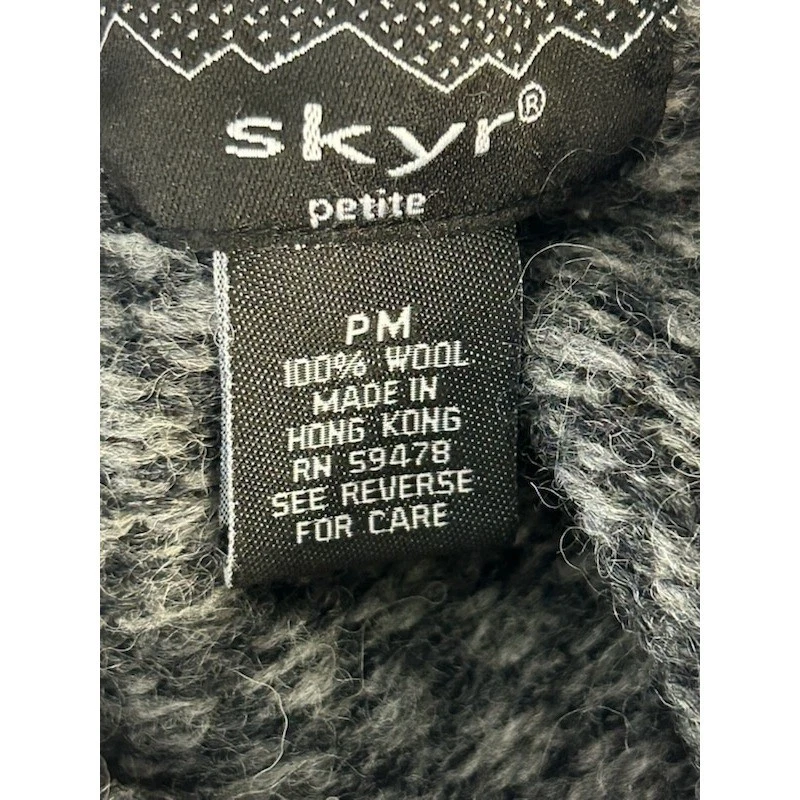 skyr®
petite
PM
100% WOOL
MADE IN
HONG KONG
RN 59478
SEE REVERSE
FOR CARE